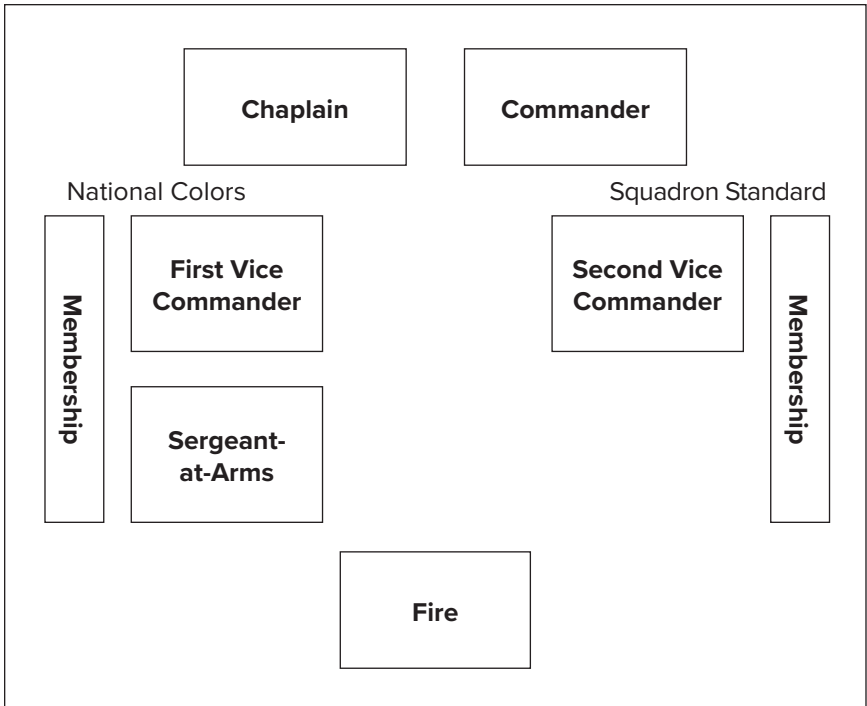 Chaplain
Commander
National Colors
Squadron Standard
Membership
First Vice
Commander
Second Vice
Commander
Membership
Sergeant-
at-Arms
Fire